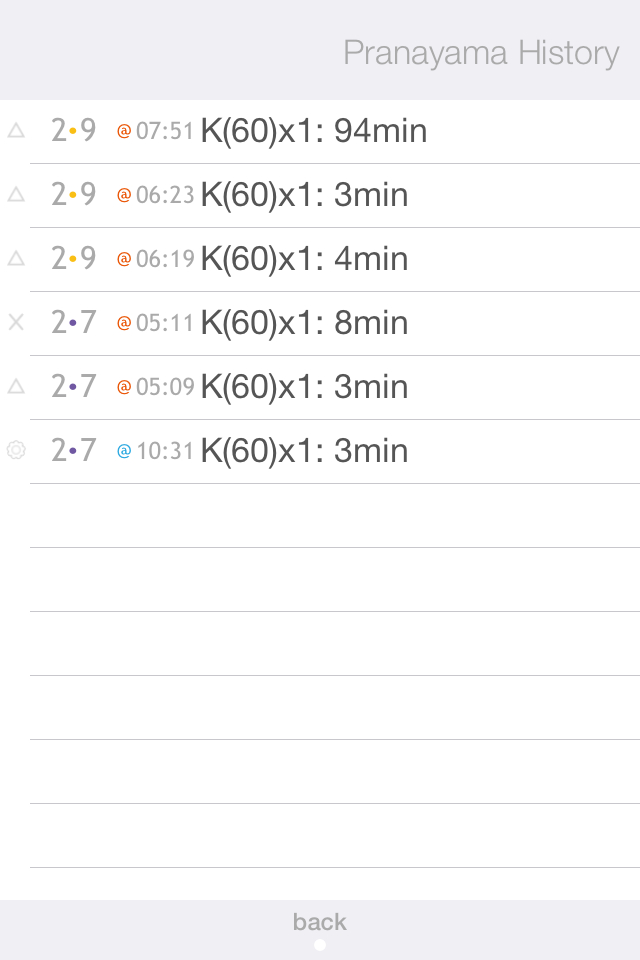 Pranayama History
2•9 @ 07:51 K(60)x1: 94min
2•9 @ 06:23 K(60)x1: 3min
2•9 @ 06:19 K(60)x1: 4min
2•7 @ 05:11 K(60)x1: 8min
2•7 @ 05:09 K(60)x1: 3min
2•7 @ 10:31 K(60)x1: 3min
back